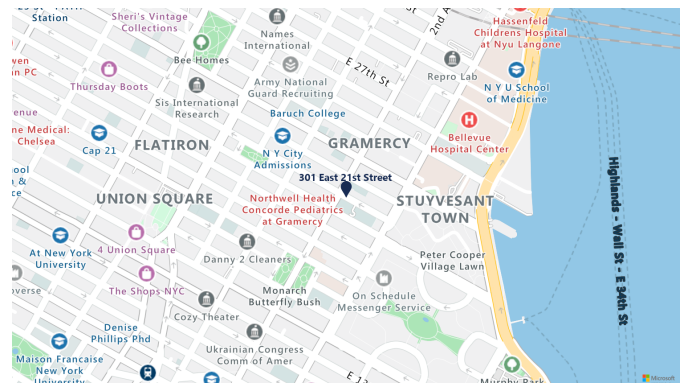 Station
Sheri's Vintage
Collections
Names
International
2nd A
Hassenfeld
Childrens Hospital
at Nyu Langone
Bee Homes
E 27th St
Repro Lab
Thursday Boots
Army National
Guard Recruiting
N Y U School
of Medicine
Sis International
Research
Baruch College
Cap 21
FLATIRON
GRAMERCY
N Y City
Admissions
Bellevue
Hospital Center
301 East 21st Street
UNION SQUARE
Northwell Health
Concorde Pediatrics
at Gramercy
STUYVESANT
TOWN
Highlands - Wall St - E 34th St
At New York
University
4 Union Square
Danny 2 Cleaners
Peter Cooper
Village Lawn
The Shops NYC
Monarch
Butterfly Bush
On Schedule
Messenger Service
Cozy Theater
Denise
Phillips Phd
Ukrainian Congress
Comm of Amer
Maison Francaise
New York
University
Murphy Park
Microsoft